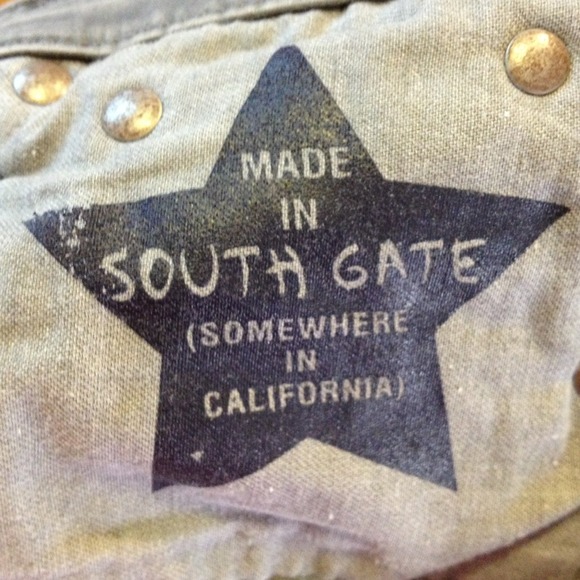 MADE
IN
SOUTH GATE
(SOMEWHERE
IN
CALIFORNIA)